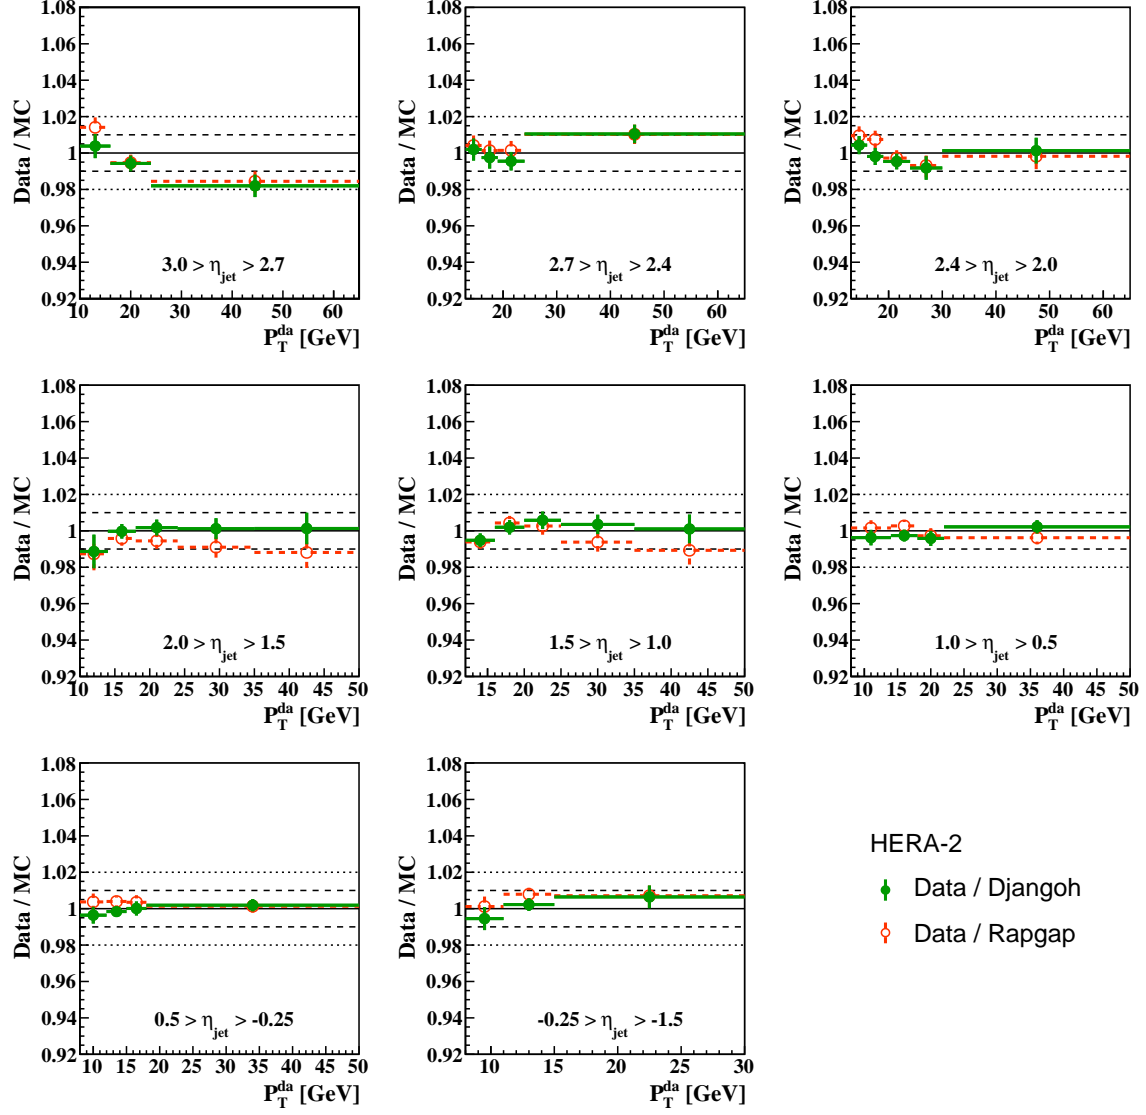 1.08
1.06
1.04
1.02
1
0.98
0.96
0.94
0.92
Data / MC
3.0 > η_jet > 2.7
10 20 30 40 50 60
P_T^da [GeV]
1.08
1.06
1.04
1.02
1
0.98
0.96
0.94
0.92
Data / MC
2.7 > η_jet > 2.4
20 30 40 50 60
P_T^da [GeV]
1.08
1.06
1.04
1.02
1
0.98
0.96
0.94
0.92
Data / MC
2.4 > η_jet > 2.0
20 30 40 50 60
P_T^da [GeV]
1.08
1.06
1.04
1.02
1
0.98
0.96
0.94
0.92
Data / MC
2.0 > η_jet > 1.5
10 15 20 25 30 35 40 45 50
P_T^da [GeV]
1.08
1.06
1.04
1.02
1
0.98
0.96
0.94
0.92
Data / MC
1.5 > η_jet > 1.0
15 20 25 30 35 40 45 50
P_T^da [GeV]
1.08
1.06
1.04
1.02
1
0.98
0.96
0.94
0.92
Data / MC
1.0 > η_jet > 0.5
10 15 20 25 30 35 40 45 50
P_T^da [GeV]
1.08
1.06
1.04
1.02
1
0.98
0.96
0.94
0.92
Data / MC
0.5 > η_jet > -0.25
10 15 20 25 30 35 40 45 50
P_T^da [GeV]
1.08
1.06
1.04
1.02
1
0.98
0.96
0.94
0.92
Data / MC
-0.25 > η_jet > -1.5
10 15 20 25 30
P_T^da [GeV]
HERA-2
Data / Djangoh
Data / Rapgap